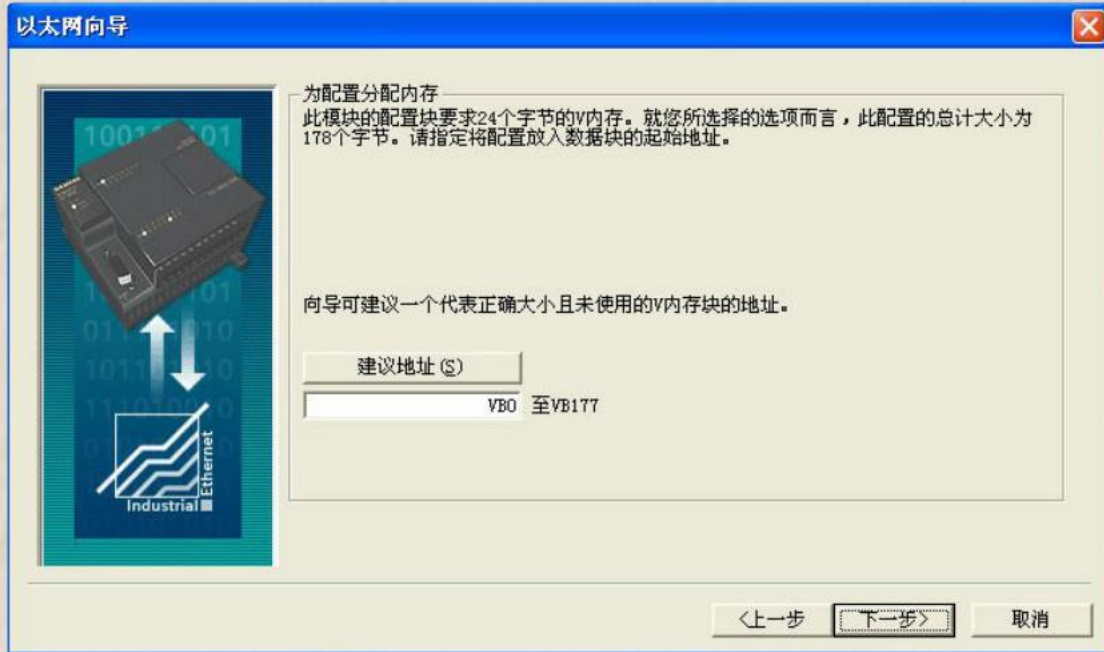 以太网向导
为配置分配内存
此模块的配置块要求24个字节的V内存。就您所选择的选项而言，此配置的总计大小为
178个字节。请指定将配置放入数据块的起始地址。
向导可建议一个代表正确大小且未使用的V内存块的地址。
建议地址(S)
VB0 至VB177
Industrial
Ethernet
<上一步 下一步> 取消